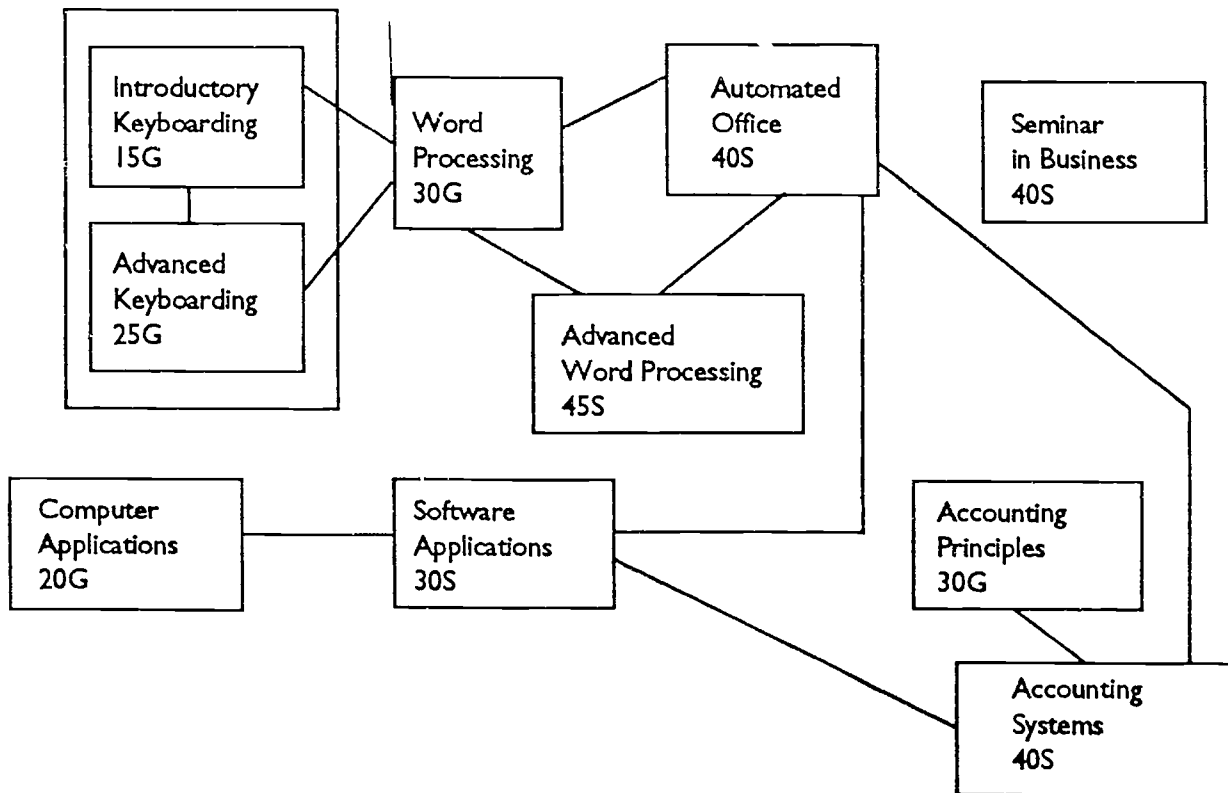 Introductory
Keyboarding
15G
Advanced
Keyboarding
25G
Word
Processing
30G
Automated
Office
40S
Seminar
in Business
40S
Advanced
Word Processing
45S
Computer
Applications
20G
Software
Applications
30S
Accounting
Principles
30G
Accounting
Systems
40S